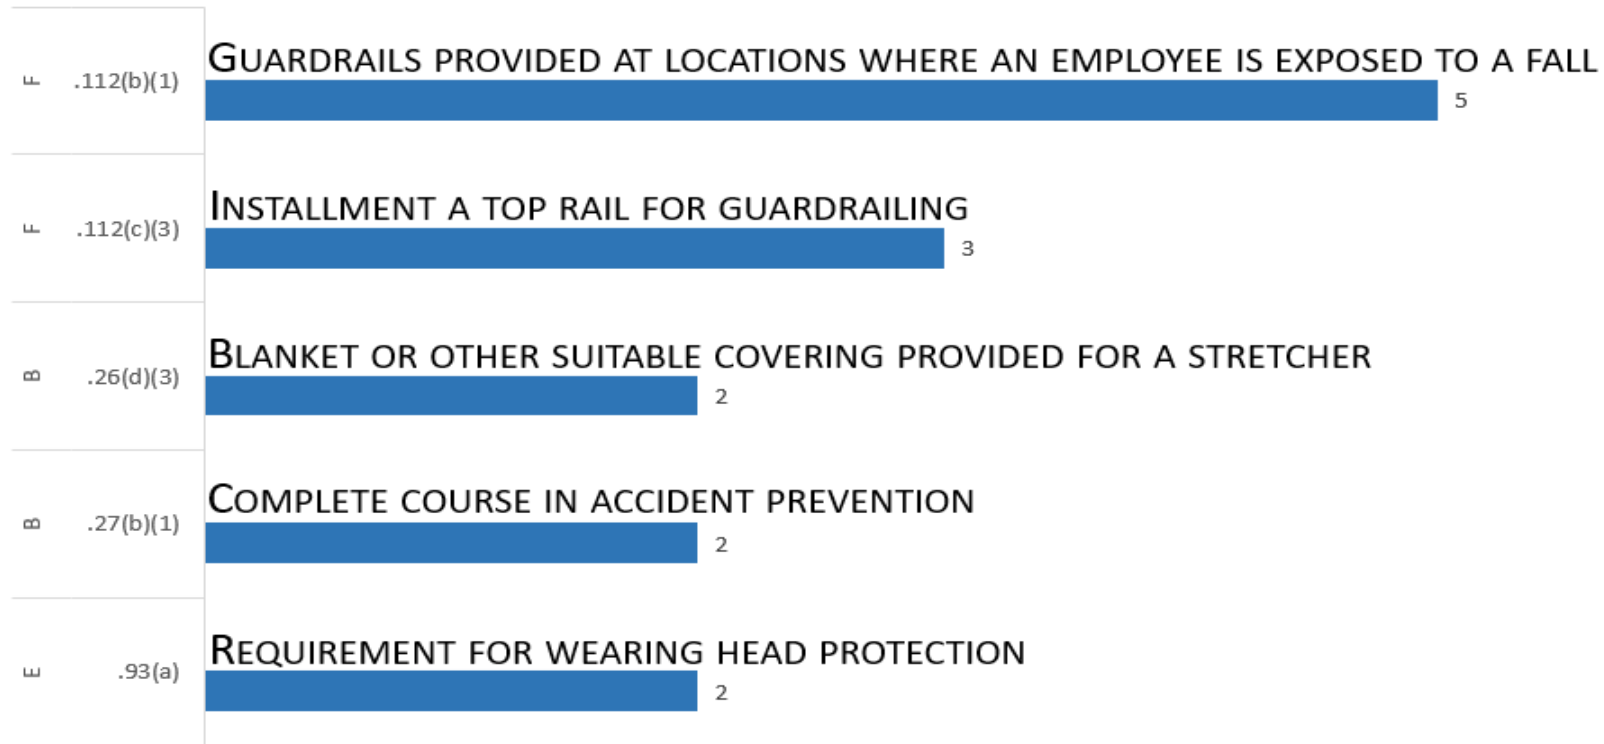 GUARDRAILS PROVIDED AT LOCATIONS WHERE AN EMPLOYEE IS EXPOSED TO A FALL
F .112(b)(1) 5
INSTALLMENT A TOP RAIL FOR GUARDRAILING
F .112(c)(3) 3
BLANKET OR OTHER SUITABLE COVERING PROVIDED FOR A STRETCHER
B .26(d)(3) 2
COMPLETE COURSE IN ACCIDENT PREVENTION
B .27(b)(1) 2
REQUIREMENT FOR WEARING HEAD PROTECTION
E .93(a) 2